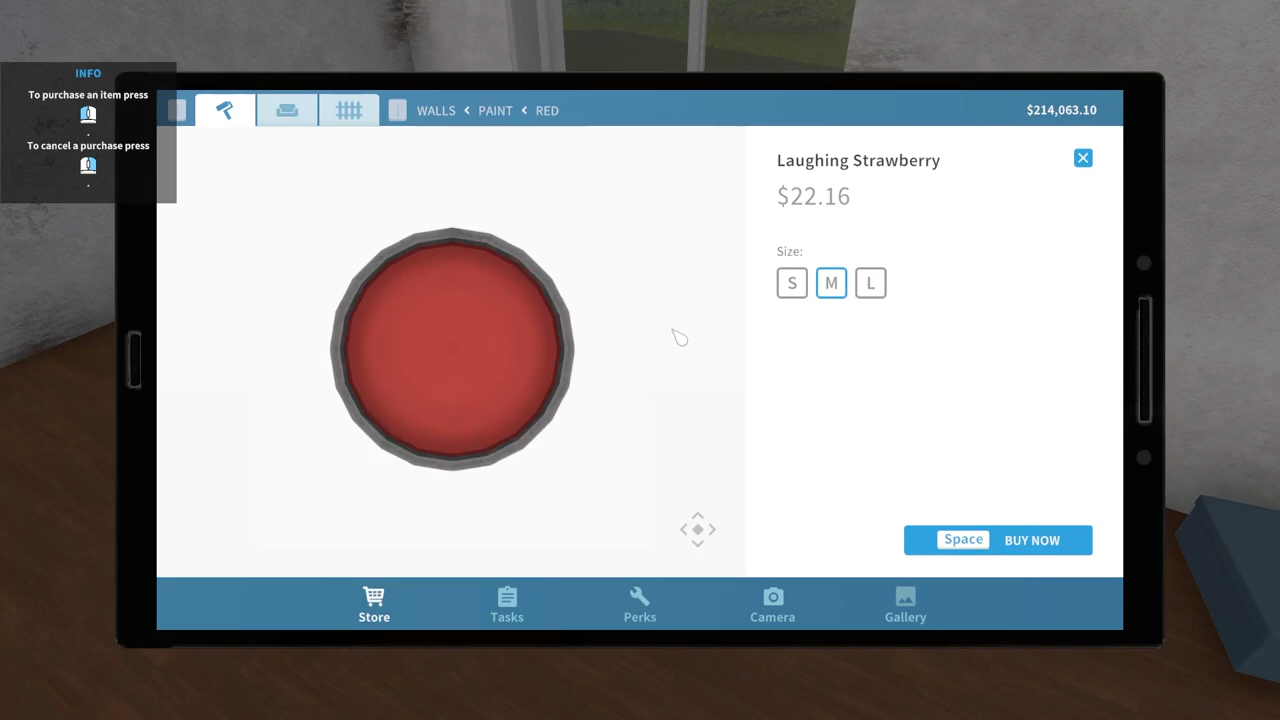 INFO
To purchase an item press
.
To cancel a purchase press
.
WALLS < PAINT < RED
$214,063.10
Laughing Strawberry
$22.16
Size:
S M L
Space BUY NOW
Store Tasks Perks Camera Gallery